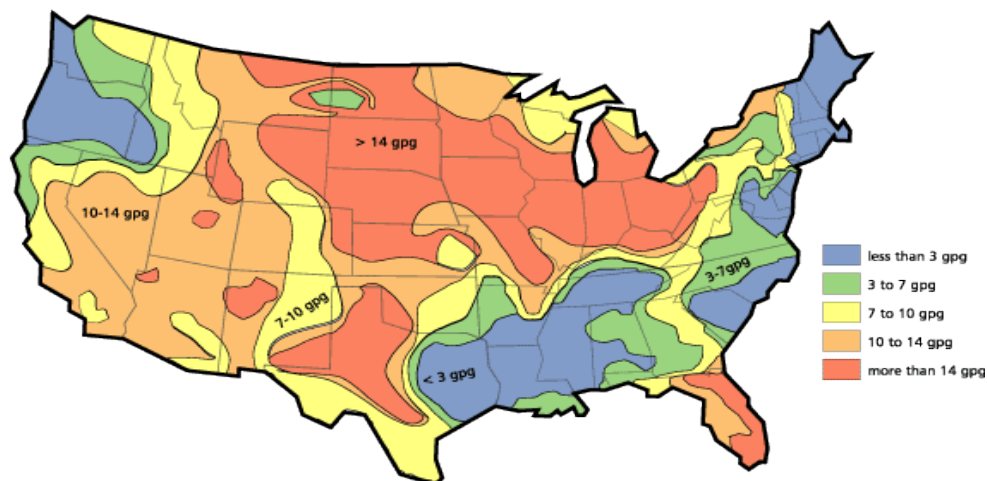 > 14 gpg
10-14 gpg
7-10 gpg
< 3 gpg
3-7gpg
less than 3 gpg
3 to 7 gpg
7 to 10 gpg
10 to 14 gpg
more than 14 gpg